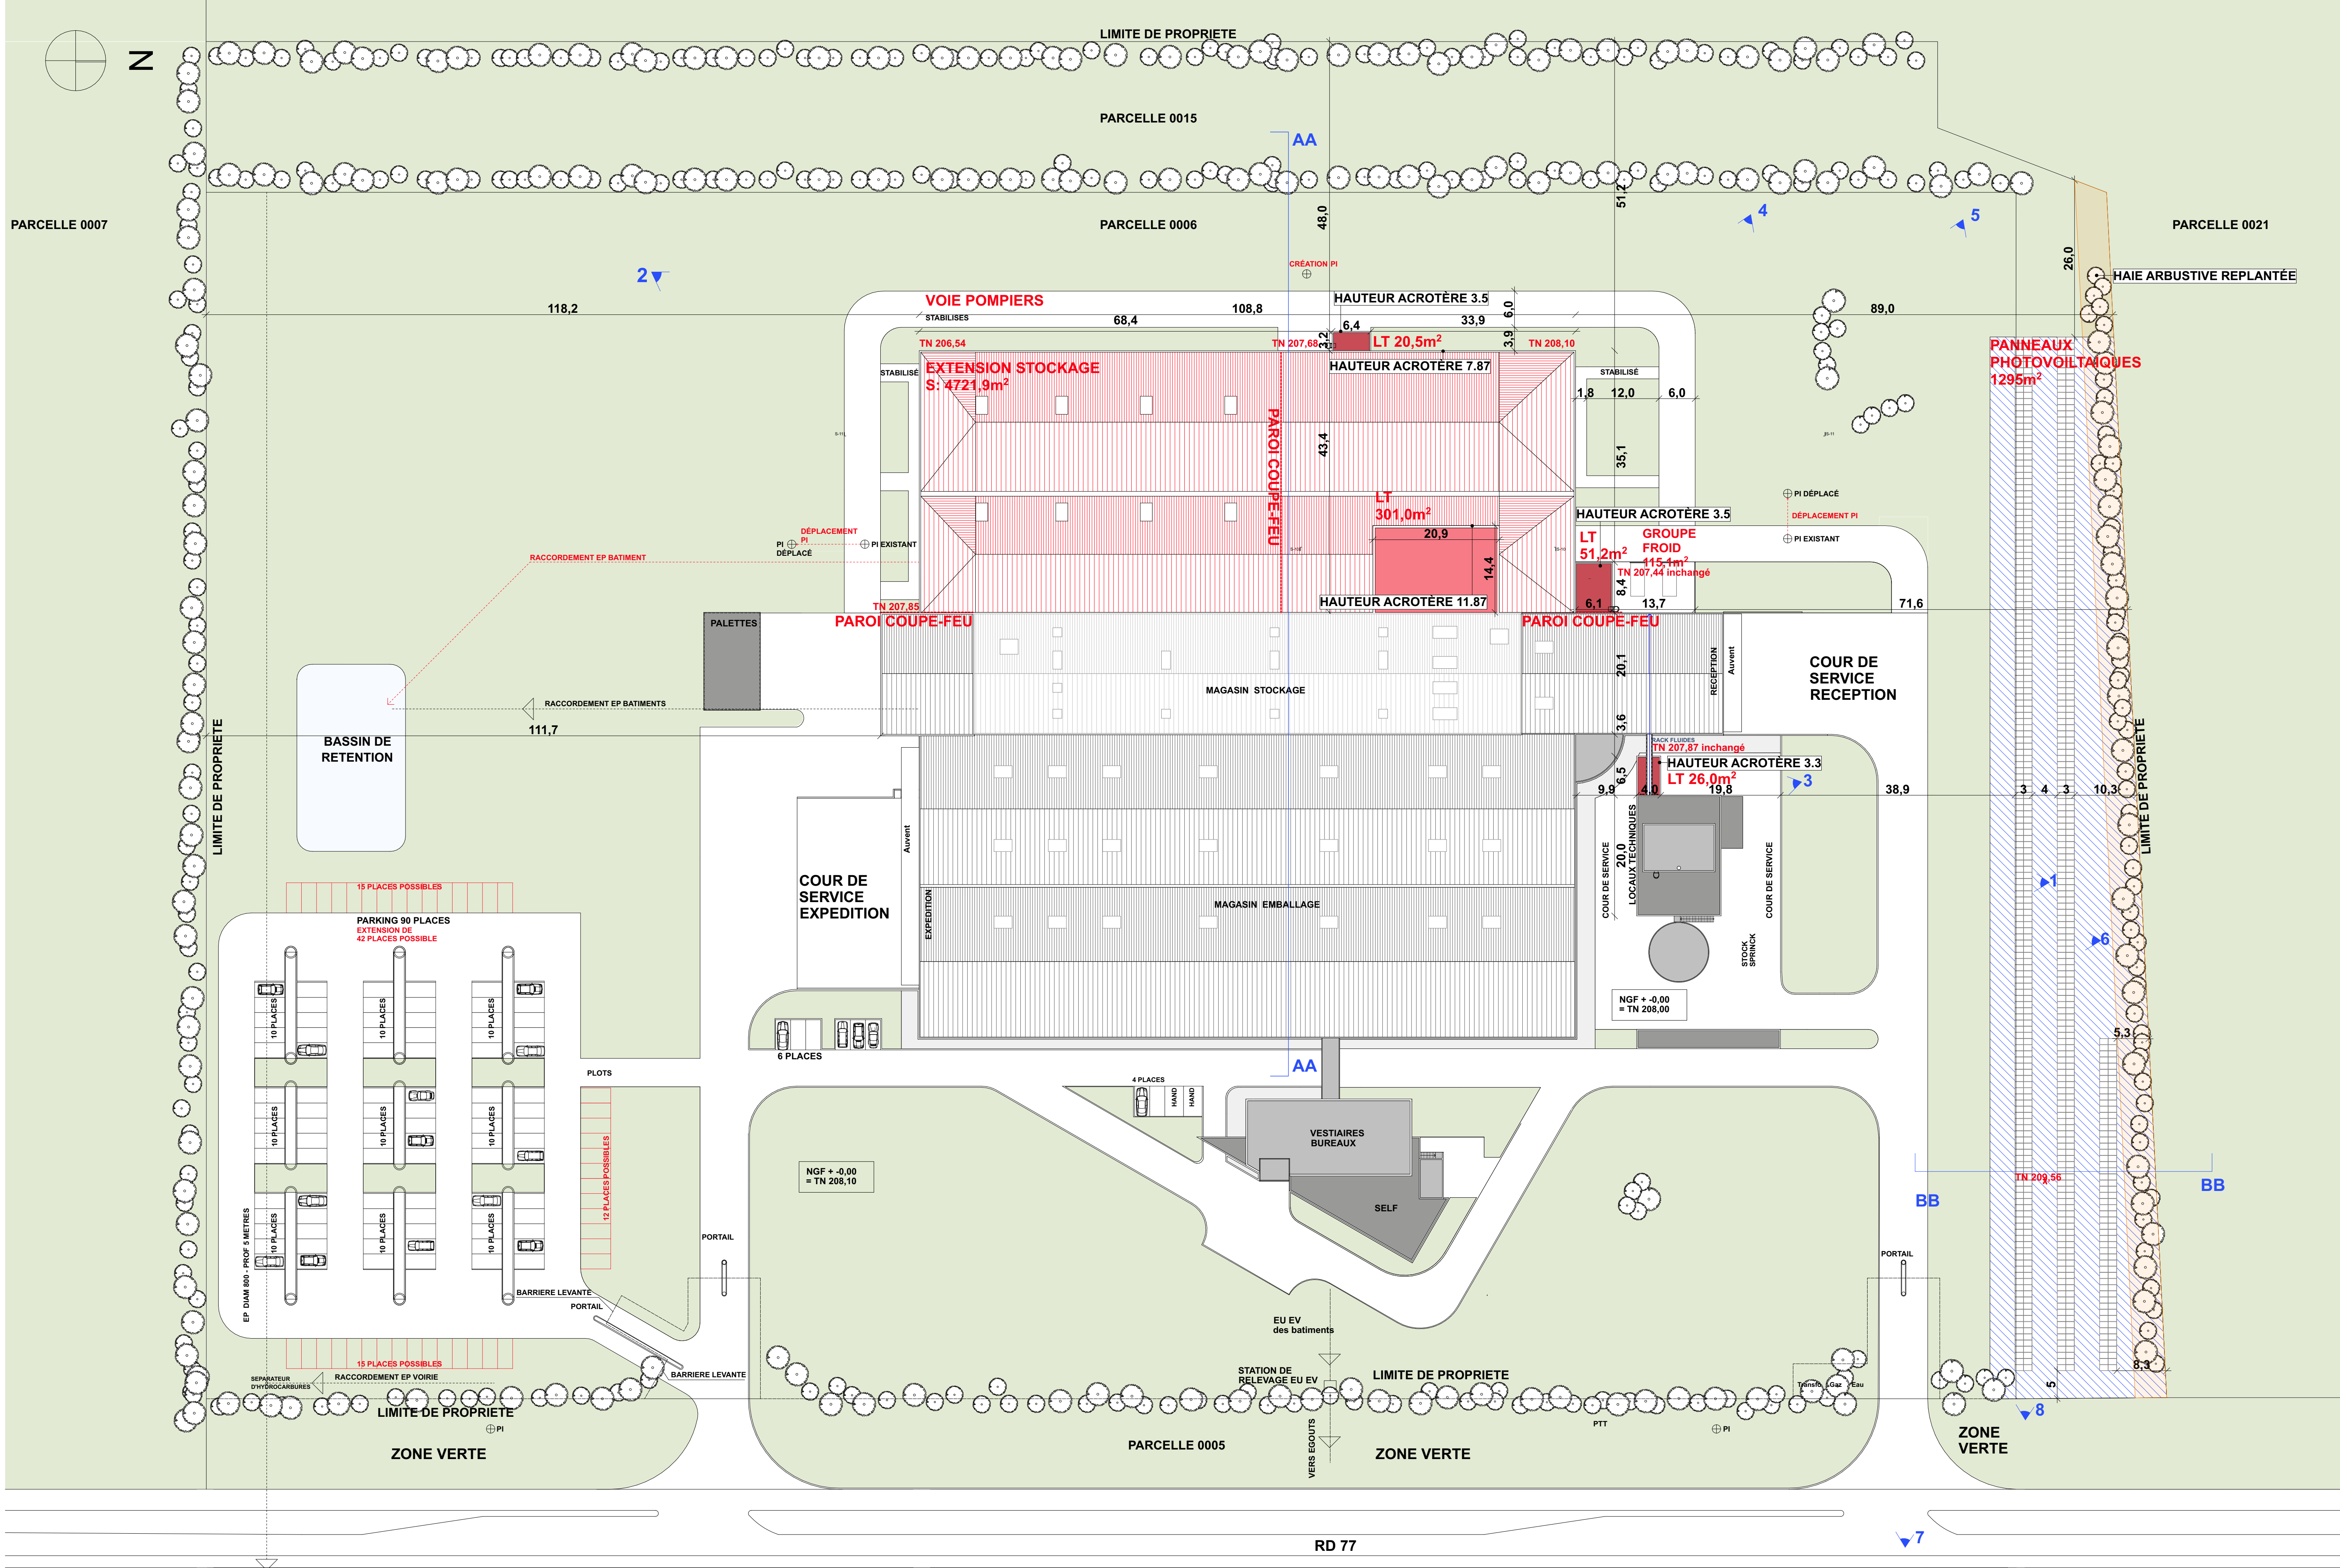 LIMITE DE PROPRIETE
N
PARCELLE 0015
AA
PARCELLE 0007
PARCELLE 0006
PARCELLE 0021
48,0
51,2
4
5
26,0
2
CRÉATION PI
HAIE ARBUSTIVE REPLANTÉE
VOIE POMPIERS
STABILISES
118,2
108,8
89,0
68,4
HAUTEUR ACROTÈRE 3.5
6,4
33,9
6,0
3,9
3,2
TN 206,54
TN 207,68
LT 20,5m²
TN 208,10
HAUTEUR ACROTÈRE 7.87
EXTENSION STOCKAGE
S: 4721,9m²
STABILISÉ
STABILISÉ
PANNEAUX
PHOTOVOILTAIQUES
1295m²
1,8
12,0
6,0
PAROI COUPE-FEU
43,4
35,1
S-11
ES-11
LT
301,0m²
20,9
14,4
HAUTEUR ACROTÈRE 3.5
PI DÉPLACÉ
DÉPLACEMENT PI
PI EXISTANT
DÉPLACEMENT
PI
PI
DÉPLACÉ
PI EXISTANT
RACCORDEMENT EP BATIMENT
LT
51,2m²
GROUPE
FROID
115,1m²
TN 207,44 inchangé
8,4
6,1
13,7
71,6
TN 207,85
HAUTEUR ACROTÈRE 11.87
PAROI COUPE-FEU
PAROI COUPE-FEU
PALETTES
MAGASIN STOCKAGE
20,1
RECEPTION
Auvent
COUR DE
SERVICE
RECEPTION
RACCORDEMENT EP BATIMENTS
111,7
BASSIN DE
RETENTION
LIMITE DE PROPRIETE
LIMITE DE PROPRIETE
3,6
RACK FLUIDES
TN 207,87 inchangé
HAUTEUR ACROTÈRE 3.3
LT 26,0m²
6,5
9,9
4,0
19,8
3
38,9
3
4
3
10,3
Auvent
COUR DE
SERVICE
EXPEDITION
EXPEDITION
MAGASIN EMBALLAGE
COUR DE SERVICE
20,0
LOCAUX TECHNIQUES
COUR DE SERVICE
STOCK
SPRINCK
1
6
15 PLACES POSSIBLES
PARKING 90 PLACES
EXTENSION DE
42 PLACES POSSIBLE
10 PLACES
10 PLACES
10 PLACES
NGF + -0,00
= TN 208,00
5,3
6 PLACES
AA
PLOTS
4 PLACES
HAND
HAND
10 PLACES
10 PLACES
10 PLACES
12 PLACES POSSIBLES
VESTIAIRES
BUREAUX
NGF + -0,00
= TN 208,10
SELF
TN 209,56
BB
BB
10 PLACES
10 PLACES
10 PLACES
EP DIAM 800 - PROF 5 METRES
PORTAIL
PORTAIL
BARRIERE LEVANTE
PORTAIL
EU EV
des batiments
15 PLACES POSSIBLES
SEPARATEUR
D'HYDROCARBURES
RACCORDEMENT EP VOIRIE
BARRIERE LEVANTE
STATION DE
RELEVAGE EU EV
LIMITE DE PROPRIETE
Transfo
Gaz
Eau
8,3
5
8
LIMITE DE PROPRIETE
PI
ZONE VERTE
PARCELLE 0005
VERS EGOUTS
ZONE VERTE
PTT
PI
ZONE
VERTE
7
RD 77